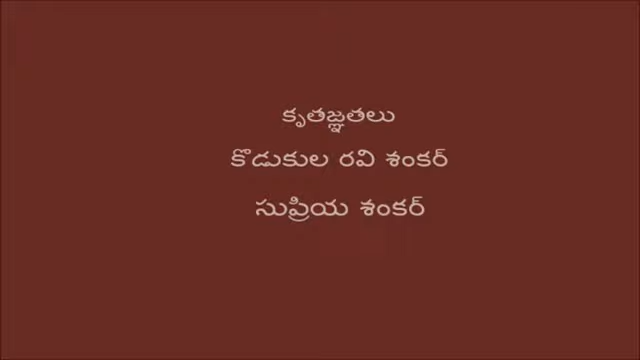 కృతజ్ఞతలు
కొడుకుల రవి శంకర్
సుప్రియ శంకర్